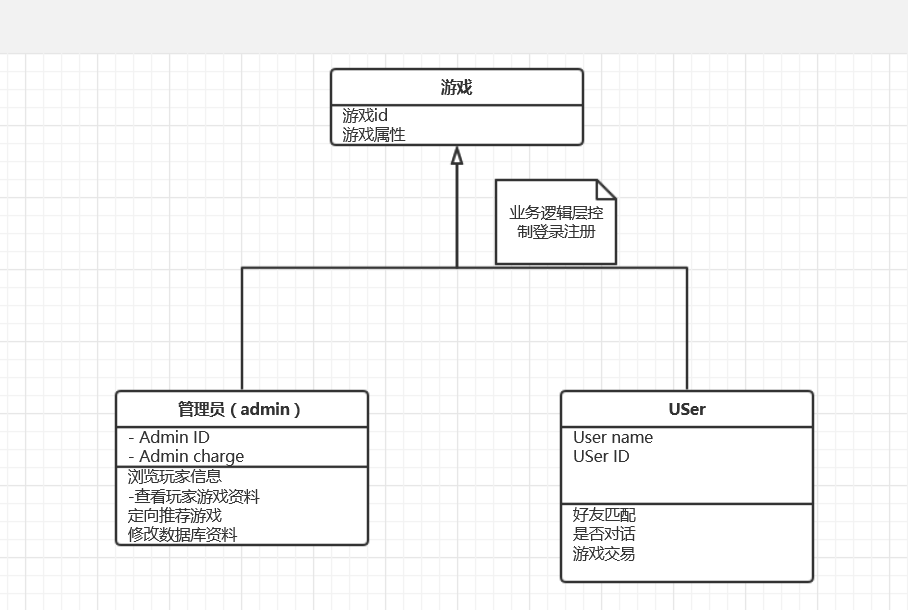 游戏
游戏id
游戏属性
业务逻辑层控
制登录注册
管理员（admin）
- Admin ID
- Admin charge
浏览玩家信息
-查看玩家游戏资料
定向推荐游戏
修改数据库资料
USer
User name
USer ID
好友匹配
是否对话
游戏交易